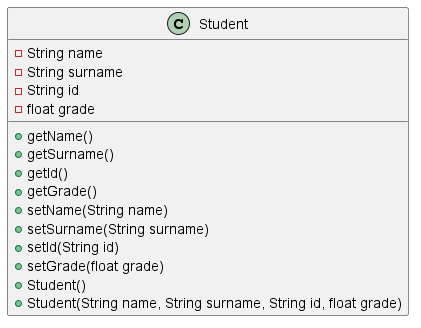 C Student
String name
String surname
String id
float grade
getName()
getSurname()
getId()
getGrade()
setName(String name)
setSurname(String surname)
setId(String id)
setGrade(float grade)
Student()
Student(String name, String surname, String id, float grade)